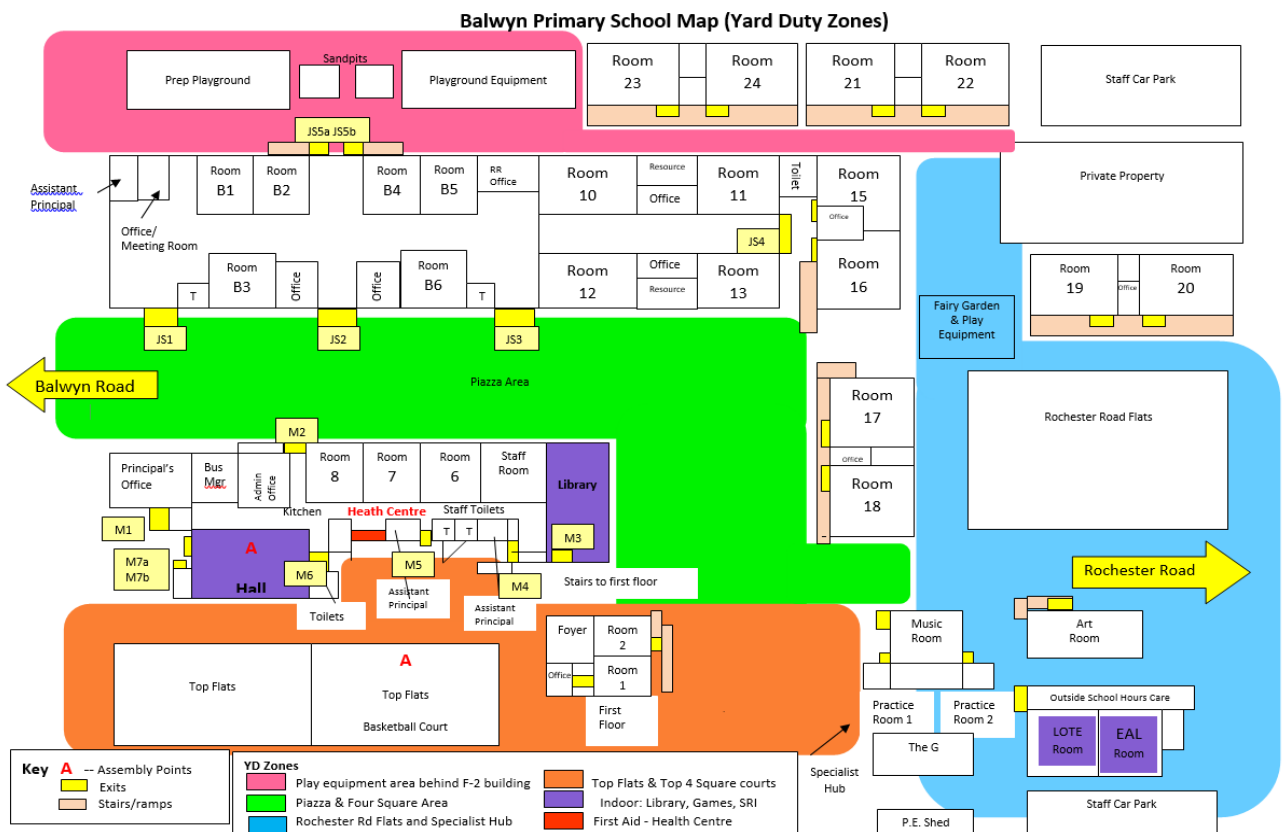 Balwyn Primary School Map (Yard Duty Zones)
Prep Playground
Sandpits
Playground Equipment
Room
23
Room
24
Room
21
Room
22
Staff Car Park
JS5a JS5b
Assistant
Principal
Office/
Meeting Room
Room
B1
Room
B2
Room
B4
Room
B5
RR
Office
Room
10
Resource
Office
Room
11
Toilet
Room
15
Office
Private Property
JS4
Room
B3
T
Office
Office
Room
B6
T
Room
12
Office
Resource
Room
13
Room
16
Room
19
Office
Room
20
Fairy Garden
& Play
Equipment
JS1
JS2
JS3
Balwyn Road
Piazza Area
Room
17
Office
Room
18
Rochester Road Flats
M2
Principal's
Office
Bus
Mgr
Admin
Office
Room
8
Room
7
Room
6
Staff
Room
Library
Kitchen
Heath Centre
Staff Toilets
T
T
M1
M7a
M7b
A
Hall
M6
M5
M3
M4
Toilets
Assistant
Principal
Assistant
Principal
Stairs to first floor
Rochester Road
Music
Room
Art
Room
Foyer
Room
2
Office
Room
1
First
Floor
Top Flats
A
Top Flats
Basketball Court
Practice
Room 1
Practice
Room 2
Outside School Hours Care
LOTE
Room
EAL
Room
The G
Specialist
Hub
P.E. Shed
Staff Car Park
Key
A -- Assembly Points
Exits
Stairs/ramps
YD Zones
Play equipment area behind F-2 building
Piazza & Four Square Area
Rochester Rd Flats and Specialist Hub
Top Flats & Top 4 Square courts
Indoor: Library, Games, SRI
First Aid - Health Centre